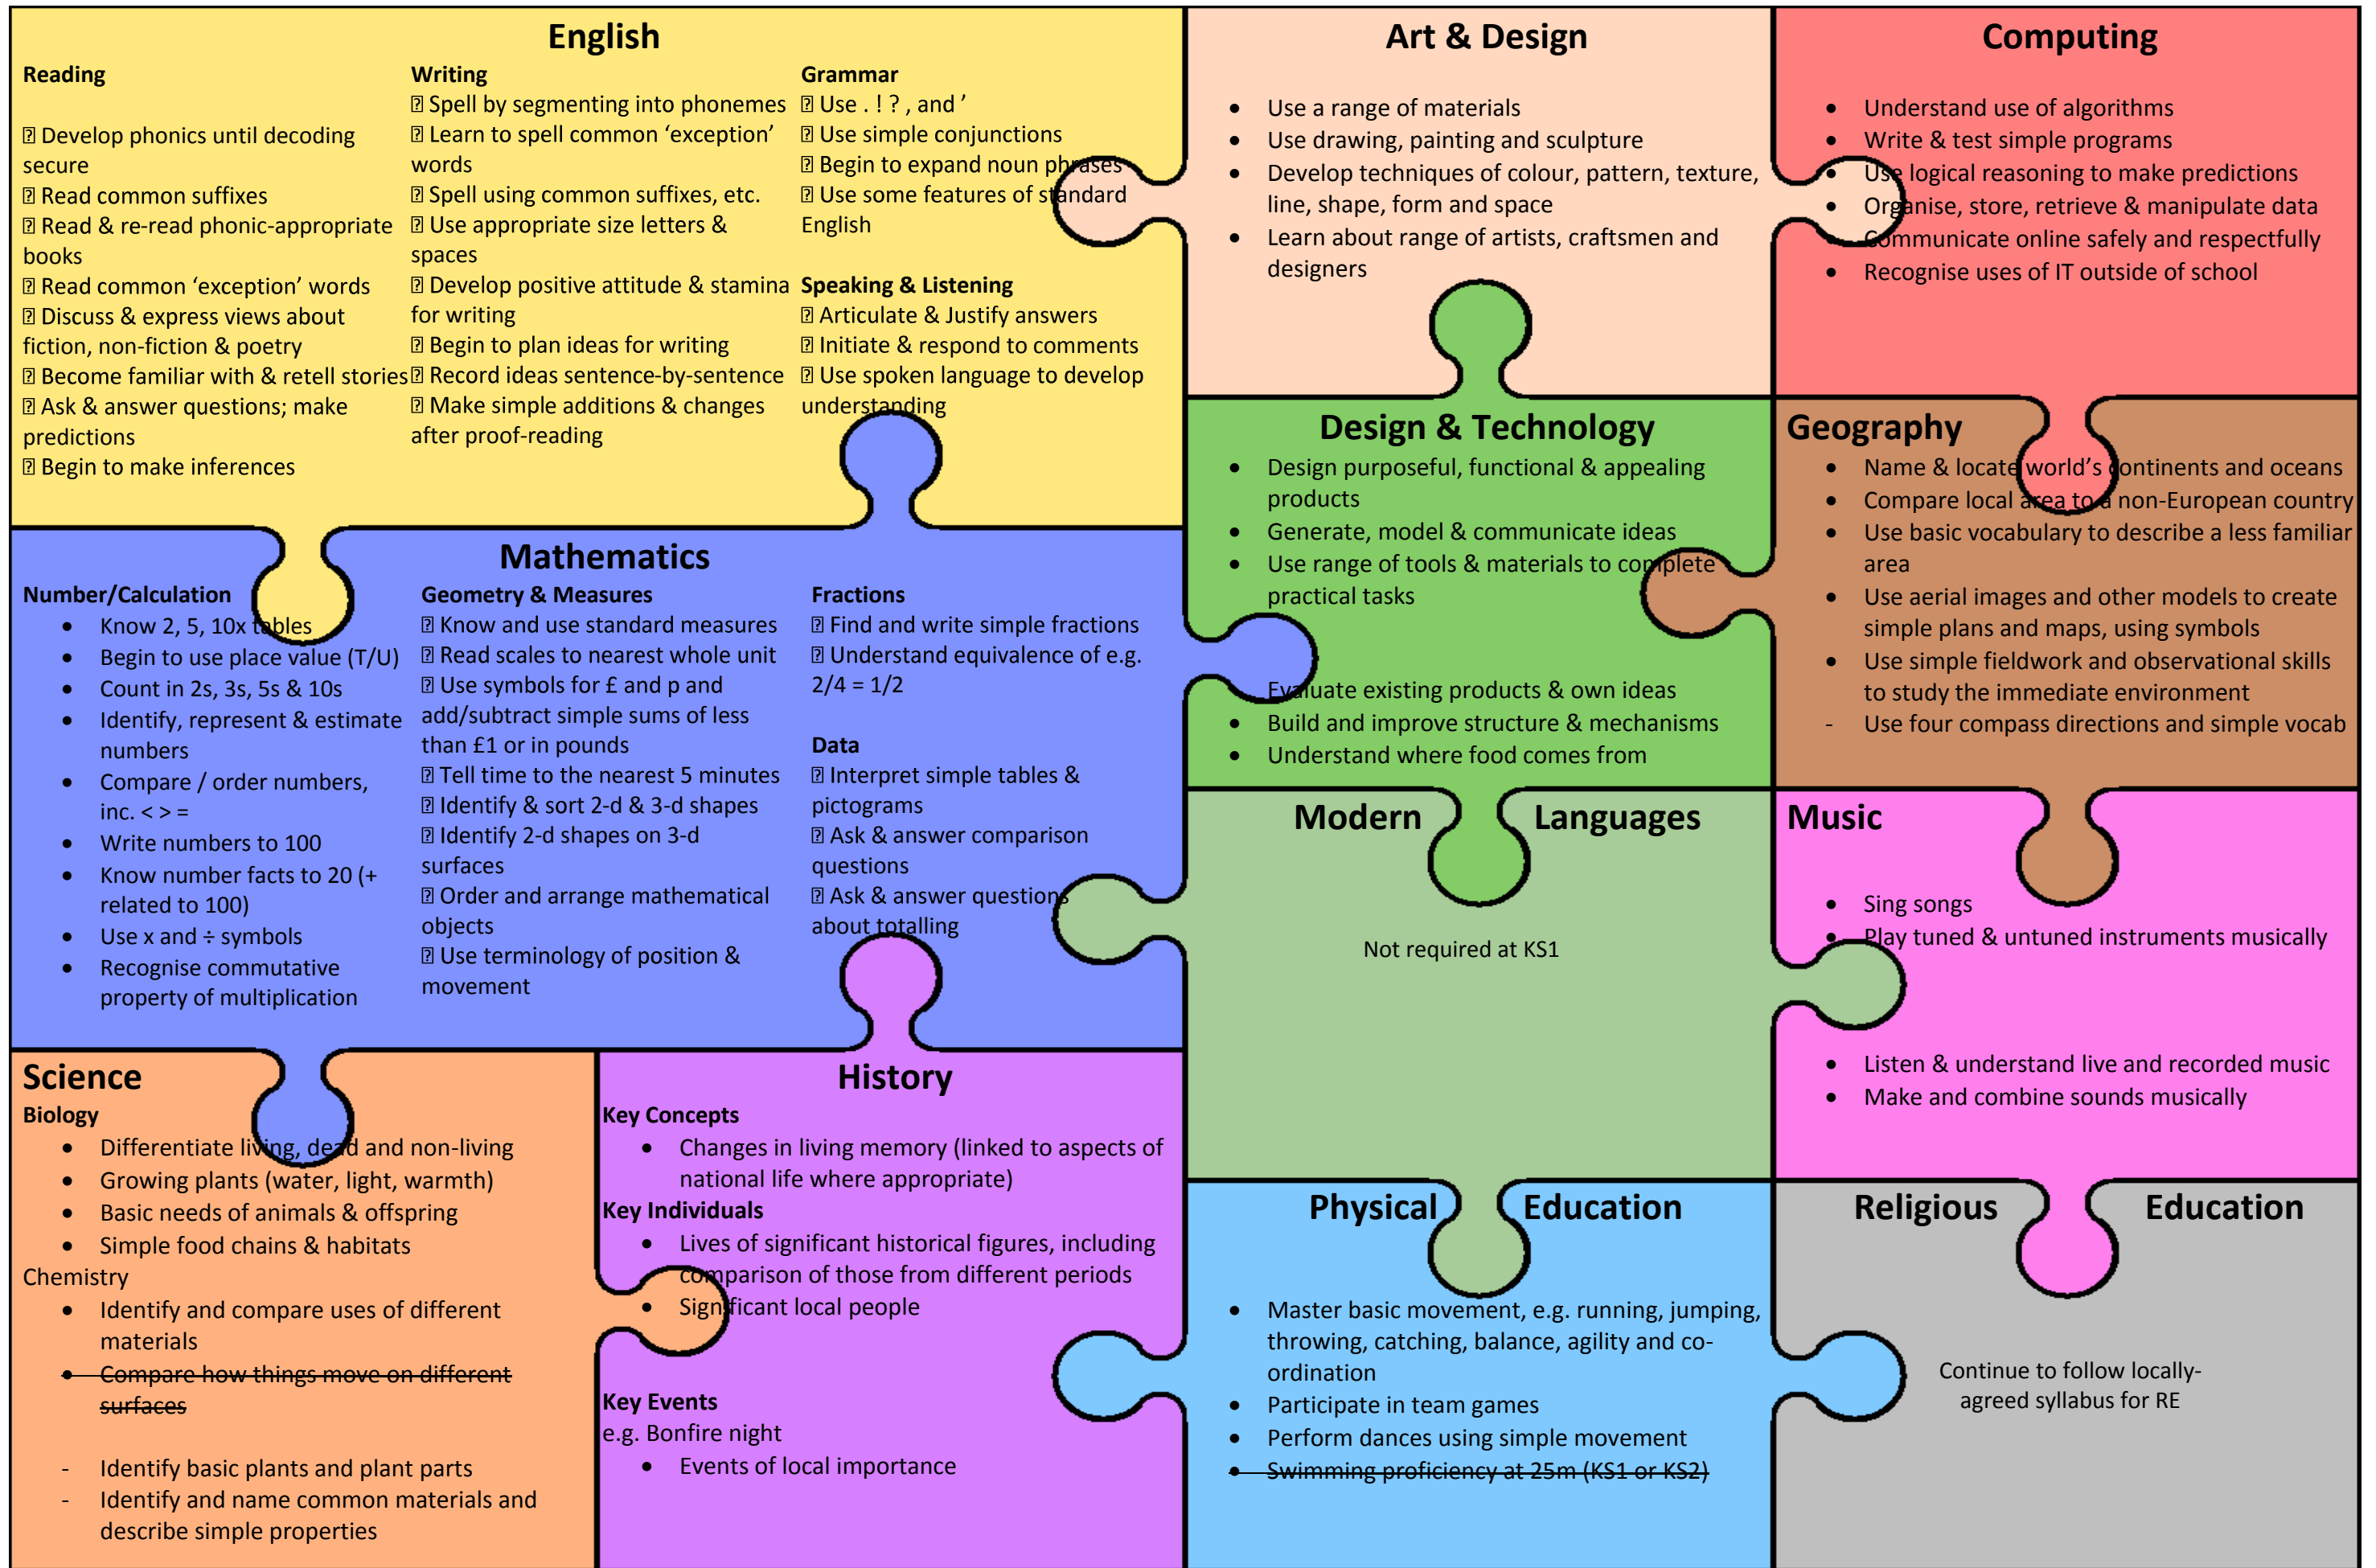 English
Reading
⍰ Develop phonics until decoding
secure
⍰ Read common suffixes
⍰ Read & re-read phonic-appropriate
books
⍰ Read common ‘exception’ words
⍰ Discuss & express views about
fiction, non-fiction & poetry
⍰ Become familiar with & retell stories
⍰ Ask & answer questions; make
predictions
⍰ Begin to make inferences
Writing
⍰ Spell by segmenting into phonemes
⍰ Learn to spell common ‘exception’
words
⍰ Spell using common suffixes, etc.
⍰ Use appropriate size letters &
spaces
⍰ Develop positive attitude & stamina
for writing
⍰ Begin to plan ideas for writing
⍰ Record ideas sentence-by-sentence
⍰ Make simple additions & changes
after proof-reading
Grammar
⍰ Use . ! ? , and ’
⍰ Use simple conjunctions
⍰ Begin to expand noun phrases
⍰ Use some features of standard
English
Speaking & Listening
⍰ Articulate & Justify answers
⍰ Initiate & respond to comments
⍰ Use spoken language to develop
understanding
Art & Design
• Use a range of materials
• Use drawing, painting and sculpture
• Develop techniques of colour, pattern, texture,
line, shape, form and space
• Learn about range of artists, craftsmen and
designers
Computing
• Understand use of algorithms
• Write & test simple programs
• Use logical reasoning to make predictions
• Organise, store, retrieve & manipulate data
• Communicate online safely and respectfully
• Recognise uses of IT outside of school
Mathematics
Number/Calculation
• Know 2, 5, 10x tables
• Begin to use place value (T/U)
• Count in 2s, 3s, 5s & 10s
• Identify, represent & estimate
numbers
• Compare / order numbers,
inc. < > =
• Write numbers to 100
• Know number facts to 20 (+
related to 100)
• Use x and ÷ symbols
• Recognise commutative
property of multiplication
Geometry & Measures
⍰ Know and use standard measures
⍰ Read scales to nearest whole unit
⍰ Use symbols for £ and p and
add/subtract simple sums of less
than £1 or in pounds
⍰ Tell time to the nearest 5 minutes
⍰ Identify & sort 2-d & 3-d shapes
⍰ Identify 2-d shapes on 3-d
surfaces
⍰ Order and arrange mathematical
objects
⍰ Use terminology of position &
movement
Fractions
⍰ Find and write simple fractions
⍰ Understand equivalence of e.g.
2/4 = 1/2
Data
⍰ Interpret simple tables &
pictograms
⍰ Ask & answer comparison
questions
⍰ Ask & answer questions
about totalling
Design & Technology
• Design purposeful, functional & appealing
products
• Generate, model & communicate ideas
• Use range of tools & materials to complete
practical tasks
Evaluate existing products & own ideas
• Build and improve structure & mechanisms
• Understand where food comes from
Geography
• Name & locate world’s continents and oceans
• Compare local area to a non-European country
• Use basic vocabulary to describe a less familiar
area
• Use aerial images and other models to create
simple plans and maps, using symbols
• Use simple fieldwork and observational skills
to study the immediate environment
- Use four compass directions and simple vocab
Modern Languages
Not required at KS1
Music
• Sing songs
• Play tuned & untuned instruments musically
• Listen & understand live and recorded music
• Make and combine sounds musically
Science
Biology
• Differentiate living, dead and non-living
• Growing plants (water, light, warmth)
• Basic needs of animals & offspring
• Simple food chains & habitats
Chemistry
• Identify and compare uses of different
materials
• Compare how things move on different
surfaces
- Identify basic plants and plant parts
- Identify and name common materials and
describe simple properties
History
Key Concepts
• Changes in living memory (linked to aspects of
national life where appropriate)
Key Individuals
• Lives of significant historical figures, including
comparison of those from different periods
• Significant local people
Key Events
e.g. Bonfire night
• Events of local importance
Physical Education
• Master basic movement, e.g. running, jumping,
throwing, catching, balance, agility and co-
ordination
• Participate in team games
• Perform dances using simple movement
• Swimming proficiency at 25m (KS1 or KS2)
Religious Education
Continue to follow locally-
agreed syllabus for RE